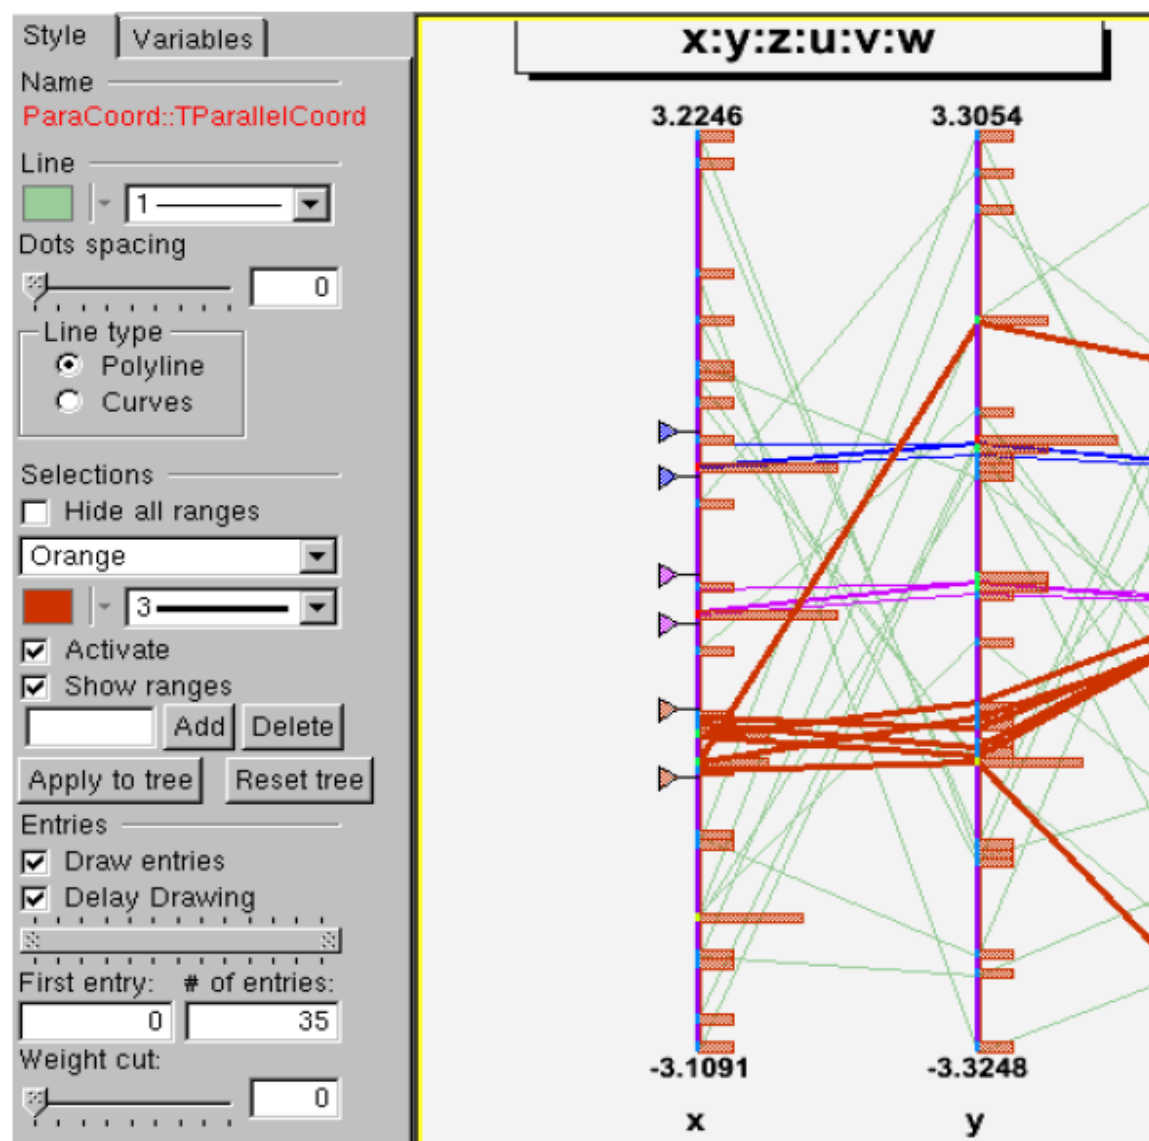 Style Variables
Name
ParaCoord::TParallelCoord
Line
1
Dots spacing
0
Line type
Polyline
Curves
Selections
Hide all ranges
Orange
3
Activate
Show ranges
Add Delete
Apply to tree Reset tree
Entries
Draw entries
Delay Drawing
First entry: # of entries:
0 35
Weight cut:
0
x:y:z:u:v:w
3.2246 3.3054
-3.1091 -3.3248
x y